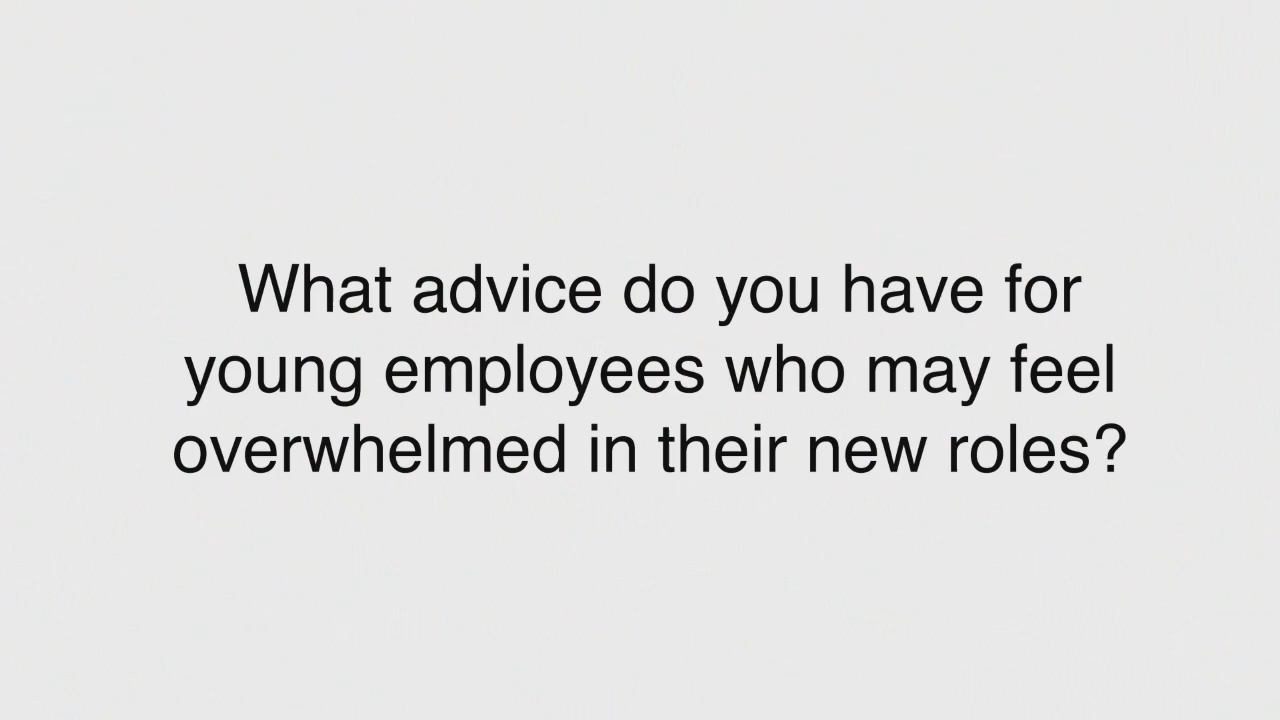 What advice do you have for
young employees who may feel
overwhelmed in their new roles?